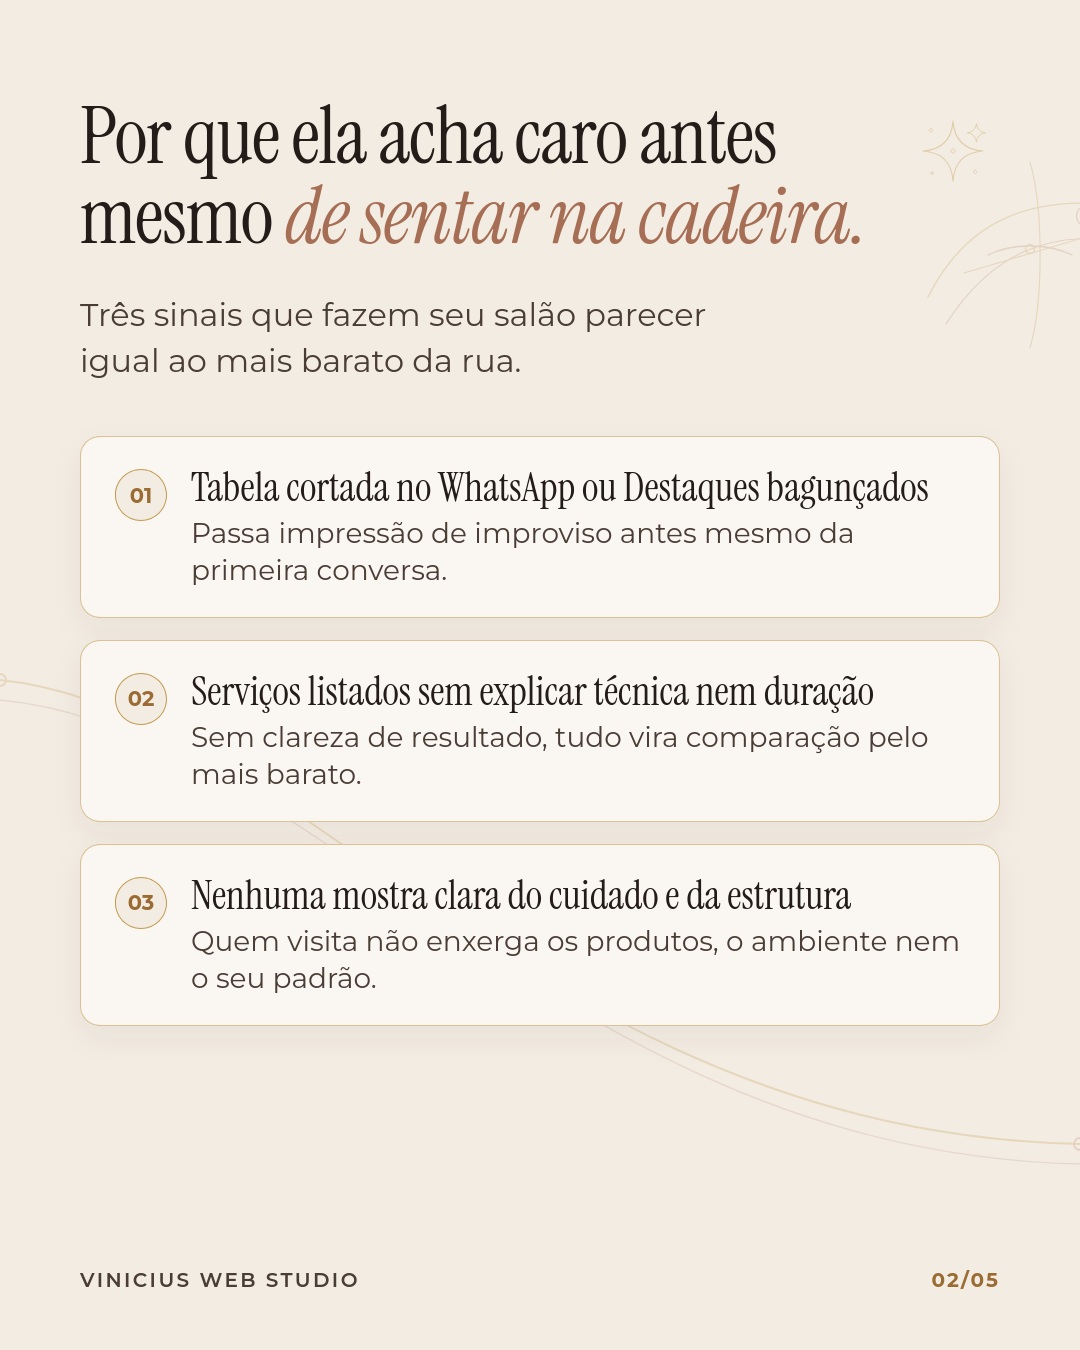 Por que ela acha caro antes
mesmo de sentar na cadeira.
Três sinais que fazem seu salão parecer
igual ao mais barato da rua.
01
Tabela cortada no WhatsApp ou Destaques bagunçados
Passa impressão de improviso antes mesmo da
primeira conversa.
02
Serviços listados sem explicar técnica nem duração
Sem clareza de resultado, tudo vira comparação pelo
mais barato.
03
Nenhuma mostra clara do cuidado e da estrutura
Quem visita não enxerga os produtos, o ambiente nem
o seu padrão.
VINICIUS WEB STUDIO
02/05